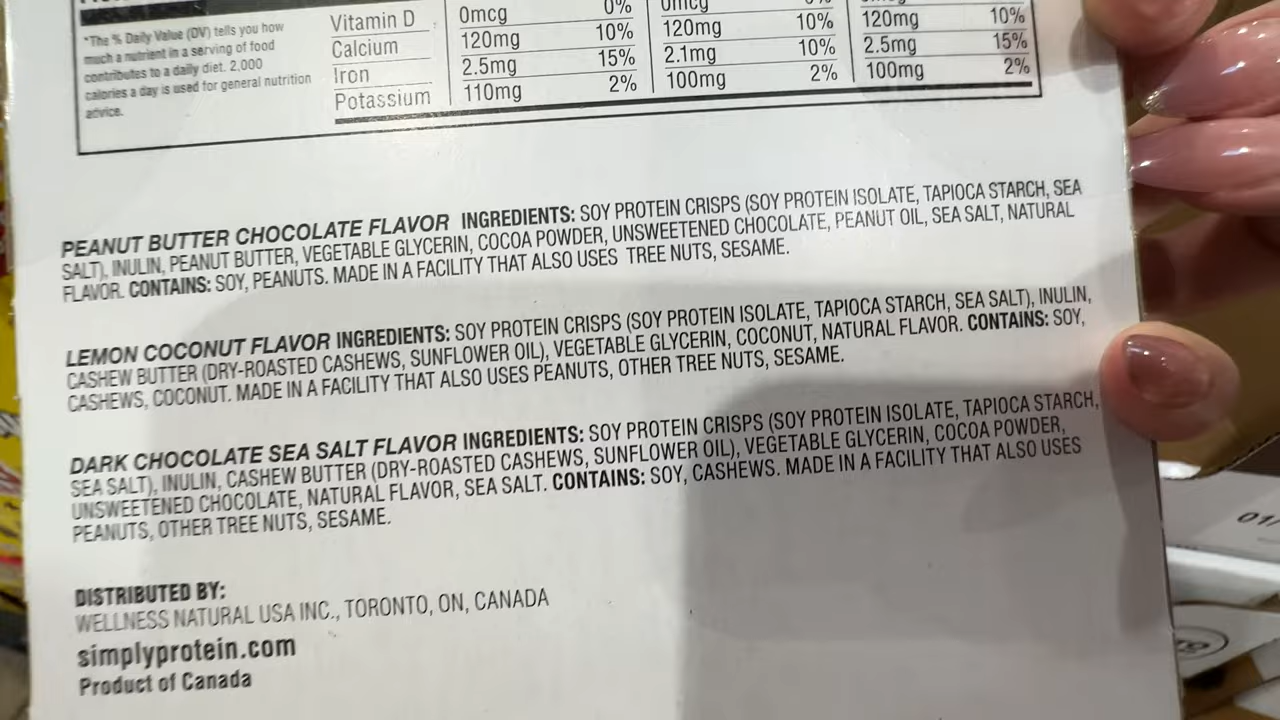 *The % Daily Value (DV) tells you how
much a nutrient in a serving of food
contributes to a daily diet. 2,000
calories a day is used for general nutrition
advice.
Vitamin D 0mcg 0% 0mcg
Calcium 120mg 10% 120mg 10% 120mg 10%
Iron 2.5mg 15% 2.1mg 10% 2.5mg 15%
Potassium 110mg 2% 100mg 2% 100mg 2%
PEANUT BUTTER CHOCOLATE FLAVOR INGREDIENTS: SOY PROTEIN CRISPS (SOY PROTEIN ISOLATE, TAPIOCA STARCH, SEA
SALT), INULIN, PEANUT BUTTER, VEGETABLE GLYCERIN, COCOA POWDER, UNSWEETENED CHOCOLATE, PEANUT OIL, SEA SALT, NATURAL
FLAVOR. CONTAINS: SOY, PEANUTS. MADE IN A FACILITY THAT ALSO USES TREE NUTS, SESAME.
LEMON COCONUT FLAVOR INGREDIENTS: SOY PROTEIN CRISPS (SOY PROTEIN ISOLATE, TAPIOCA STARCH, SEA SALT), INULIN,
CASHEW BUTTER (DRY-ROASTED CASHEWS, SUNFLOWER OIL), VEGETABLE GLYCERIN, COCONUT, NATURAL FLAVOR. CONTAINS: SOY,
CASHEWS, COCONUT. MADE IN A FACILITY THAT ALSO USES PEANUTS, OTHER TREE NUTS, SESAME.
DARK CHOCOLATE SEA SALT FLAVOR INGREDIENTS: SOY PROTEIN CRISPS (SOY PROTEIN ISOLATE, TAPIOCA STARCH,
SEA SALT), INULIN, CASHEW BUTTER (DRY-ROASTED CASHEWS, SUNFLOWER OIL), VEGETABLE GLYCERIN, COCOA POWDER,
UNSWEETENED CHOCOLATE, NATURAL FLAVOR, SEA SALT. CONTAINS: SOY, CASHEWS. MADE IN A FACILITY THAT ALSO USES
PEANUTS, OTHER TREE NUTS, SESAME.
DISTRIBUTED BY:
WELLNESS NATURAL USA INC., TORONTO, ON, CANADA
simplyprotein.com
Product of Canada